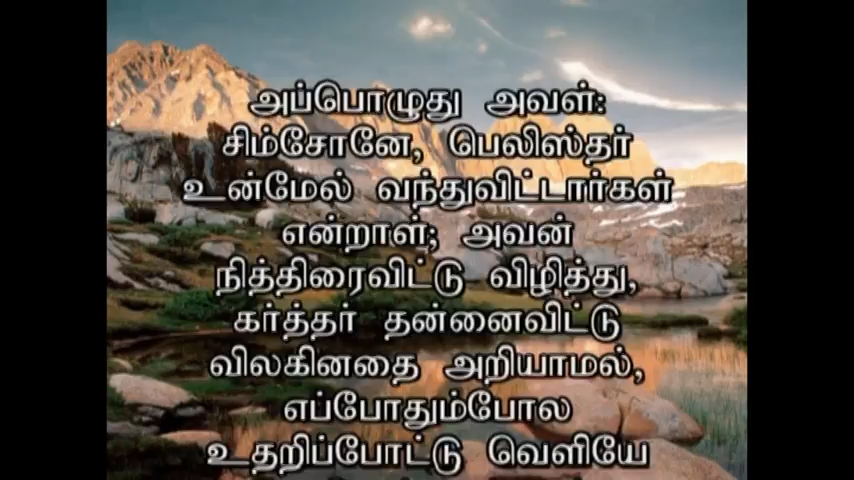 அப்பொழுது அவள்:
சிம்சோனே, பெலிஸ்தர்
உன்மேல் வந்துவிட்டார்கள்
என்றாள்; அவன்
நித்திரைவிட்டு விழித்து,
கர்த்தர் தன்னைவிட்டு
விலகினதை அறியாமல்,
எப்போதும்போல
உதறிப்போட்டு வெளியே